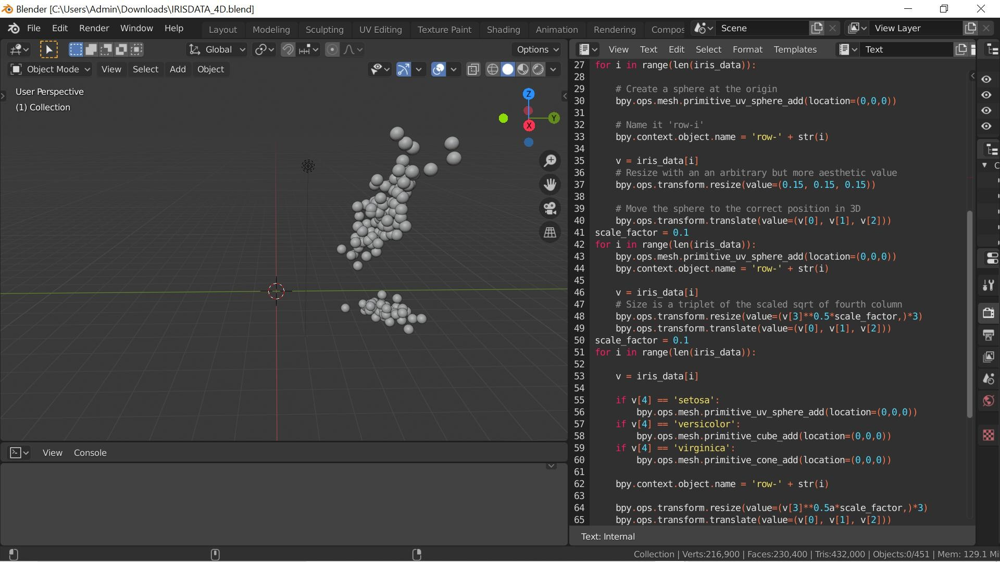 Blender [C:\Users\Admin\Downloads\IRISDATA_4D.blend]
File Edit Render Window Help Layout Modeling Sculpting UV Editing Texture Paint Shading Animation Rendering Compos Scene View Layer
Global Options View Text Edit Select Format Templates Text
Object Mode View Select Add Object
User Perspective
(1) Collection
Z
Y
X
27 for i in range(len(iris_data)):
28
29 # Create a sphere at the origin
30 bpy.ops.mesh.primitive_uv_sphere_add(location=(0,0,0))
31
32 # Name it 'row-i'
33 bpy.context.object.name = 'row-' + str(i)
34
35 v = iris_data[i]
36 # Resize with an an arbitrary but more aesthetic value
37 bpy.ops.transform.resize(value=(0.15, 0.15, 0.15))
38
39 # Move the sphere to the correct position in 3D
40 bpy.ops.transform.translate(value=(v[0], v[1], v[2]))
41 scale_factor = 0.1
42 for i in range(len(iris_data)):
43 bpy.ops.mesh.primitive_uv_sphere_add(location=(0,0,0))
44 bpy.context.object.name = 'row-' + str(i)
45
46 v = iris_data[i]
47 # Size is a triplet of the scaled sqrt of fourth column
48 bpy.ops.transform.resize(value=(v[3]**0.5*scale_factor,)*3)
49 bpy.ops.transform.translate(value=(v[0], v[1], v[2]))
50 scale_factor = 0.1
51 for i in range(len(iris_data)):
52
53 v = iris_data[i]
54
55 if v[4] == 'setosa':
56 bpy.ops.mesh.primitive_uv_sphere_add(location=(0,0,0))
57 if v[4] == 'versicolor':
58 bpy.ops.mesh.primitive_cube_add(location=(0,0,0))
59 if v[4] == 'virginica':
60 bpy.ops.mesh.primitive_cone_add(location=(0,0,0))
61
62 bpy.context.object.name = 'row-' + str(i)
63
64 bpy.ops.transform.resize(value=(v[3]**0.5a*scale_factor,)*3)
65 bpy.ops.transform.translate(value=(v[0], v[1], v[2]))
View Console
Text: Internal
Collection | Verts:216,900 | Faces:230,400 | Tris:432,000 | Objects:0/451 | Mem: 129.1 Mi